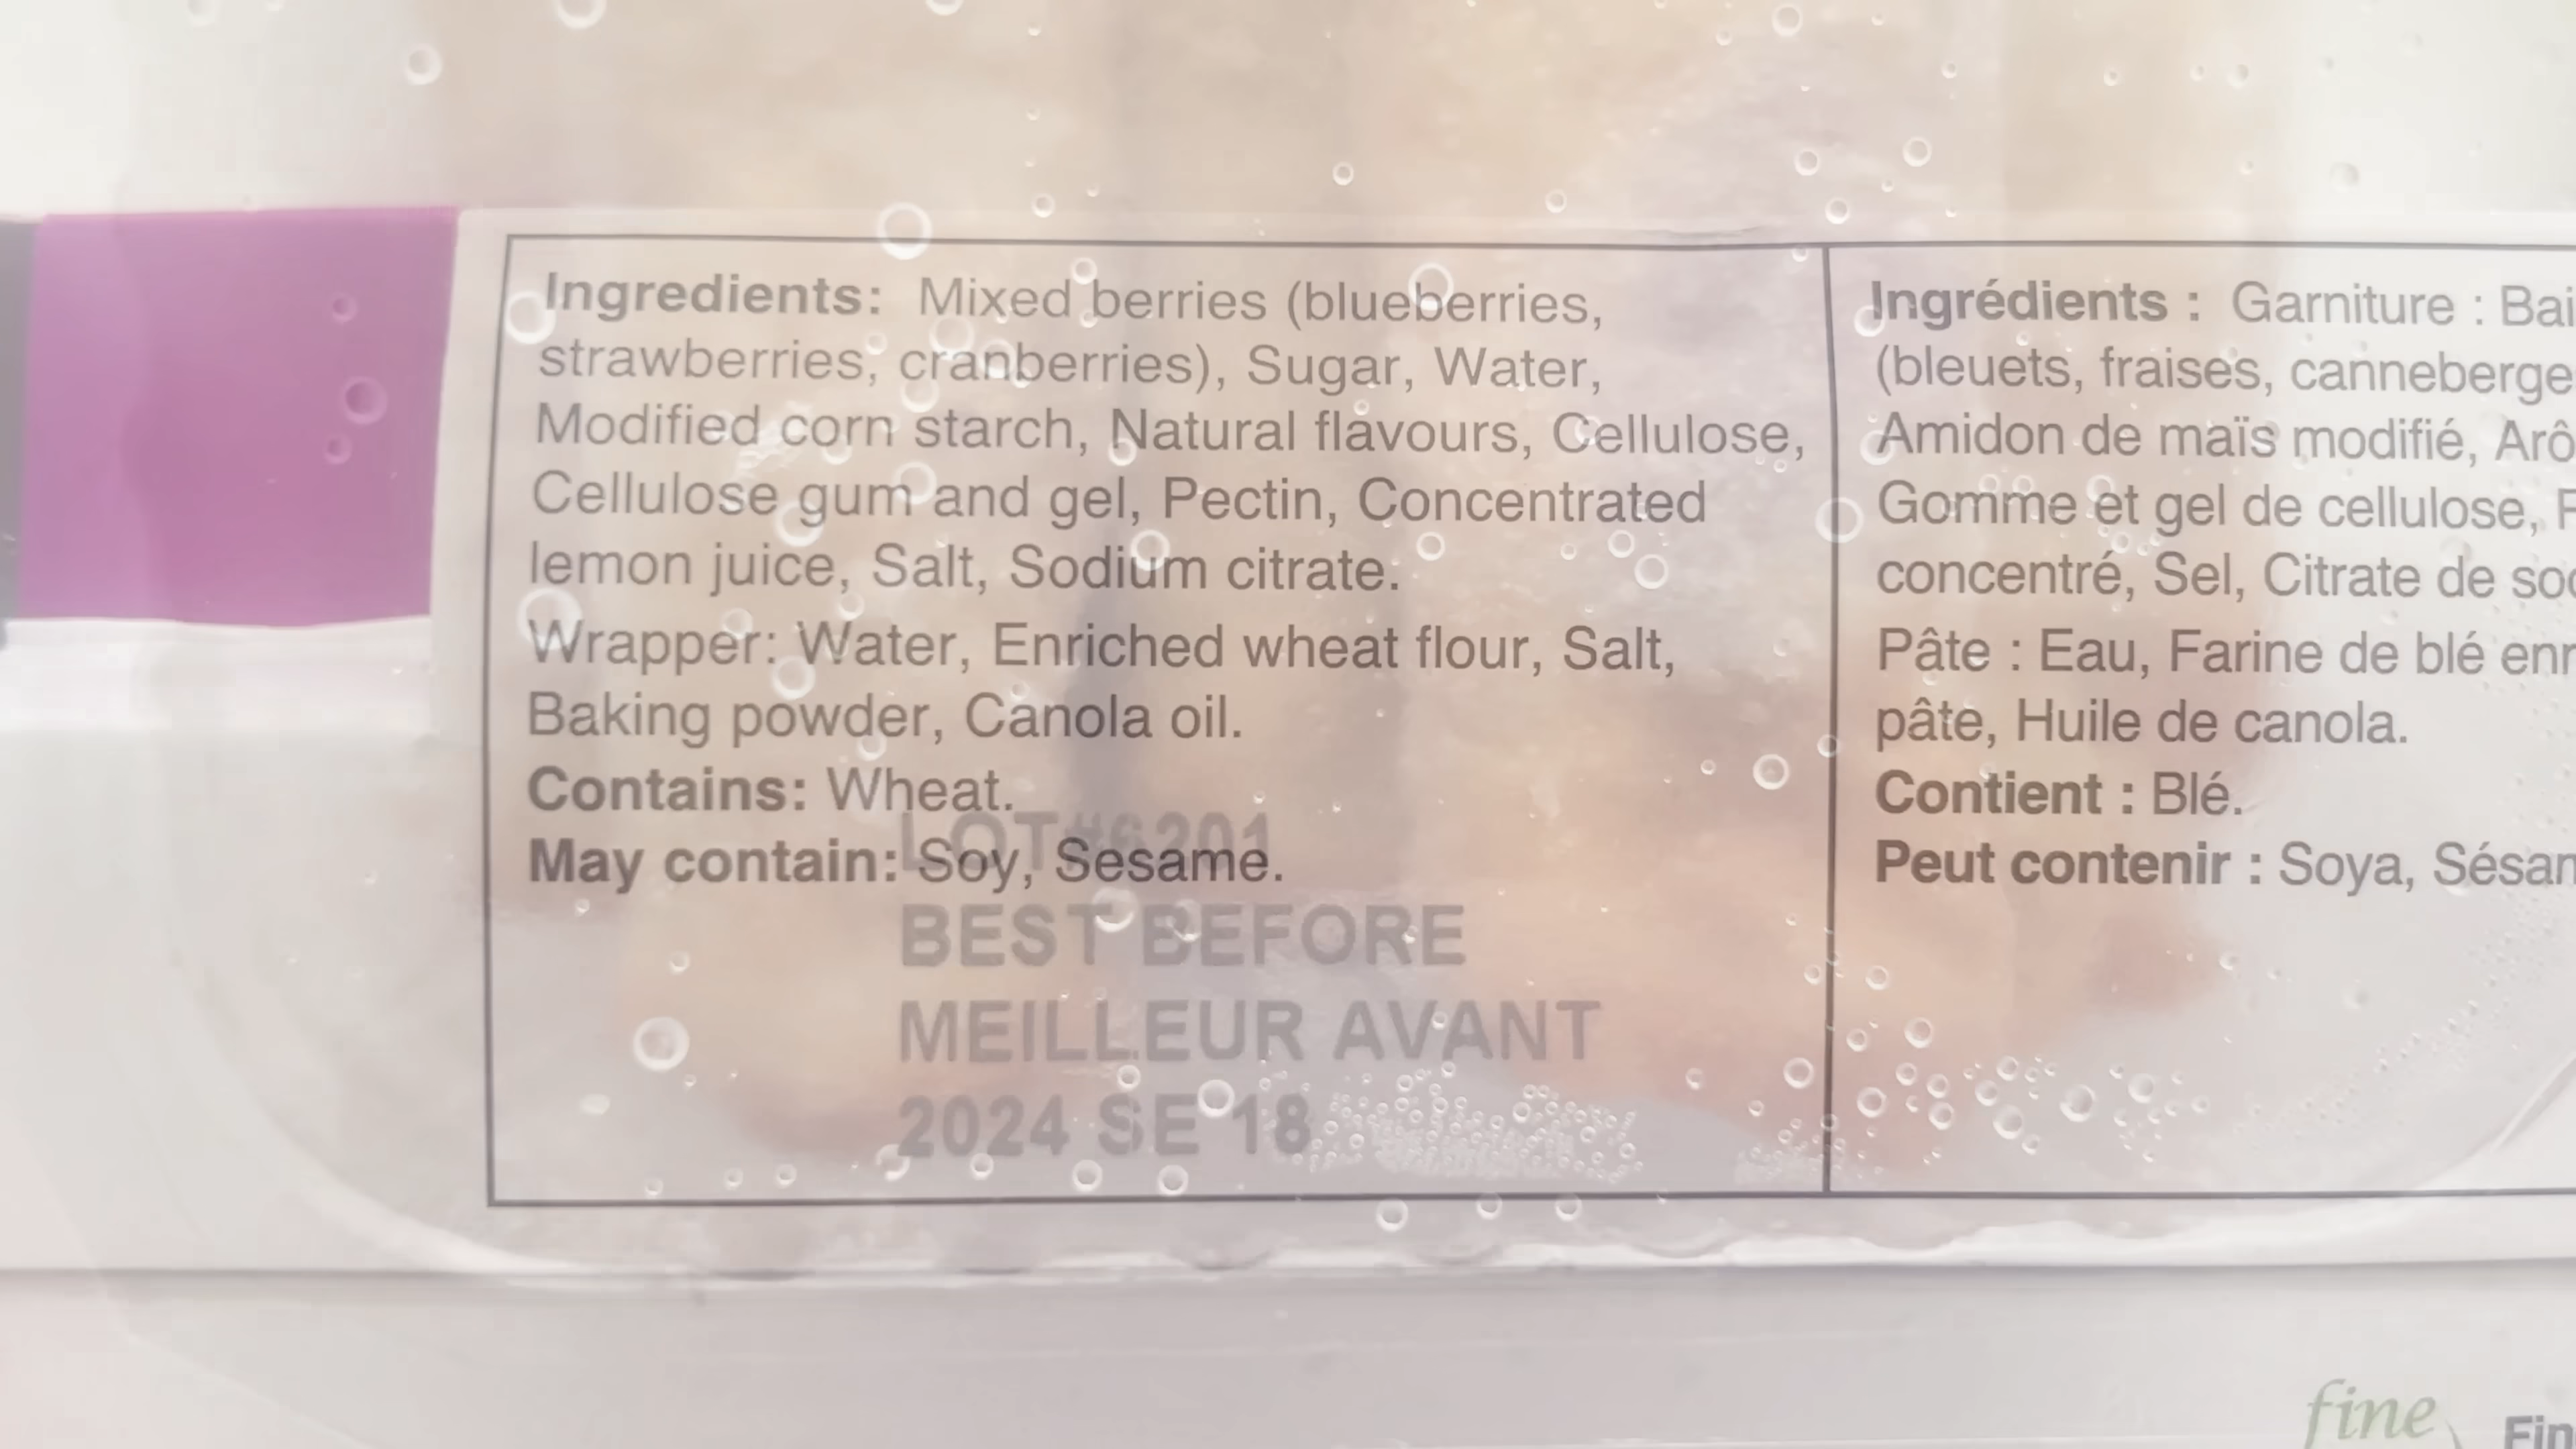 Ingredients: Mixed berries (blueberries,
strawberries, cranberries), Sugar, Water,
Modified corn starch, Natural flavours, Cellulose,
Cellulose gum and gel, Pectin, Concentrated
lemon juice, Salt, Sodium citrate.
Wrapper: Water, Enriched wheat flour, Salt,
Baking powder, Canola oil.
Contains: Wheat.
May contain: Soy, Sesame.
LOT#6201
BEST BEFORE
MEILLEUR AVANT
2024 SE 18
Ingrédients : Garniture : Bai
(bleuets, fraises, canneberge
Amidon de maïs modifié, Arô
Gomme et gel de cellulose,
concentré, Sel, Citrate de so
Pâte : Eau, Farine de blé enr
pâte, Huile de canola.
Contient : Blé.
Peut contenir : Soya, Sésam
fine
Fin